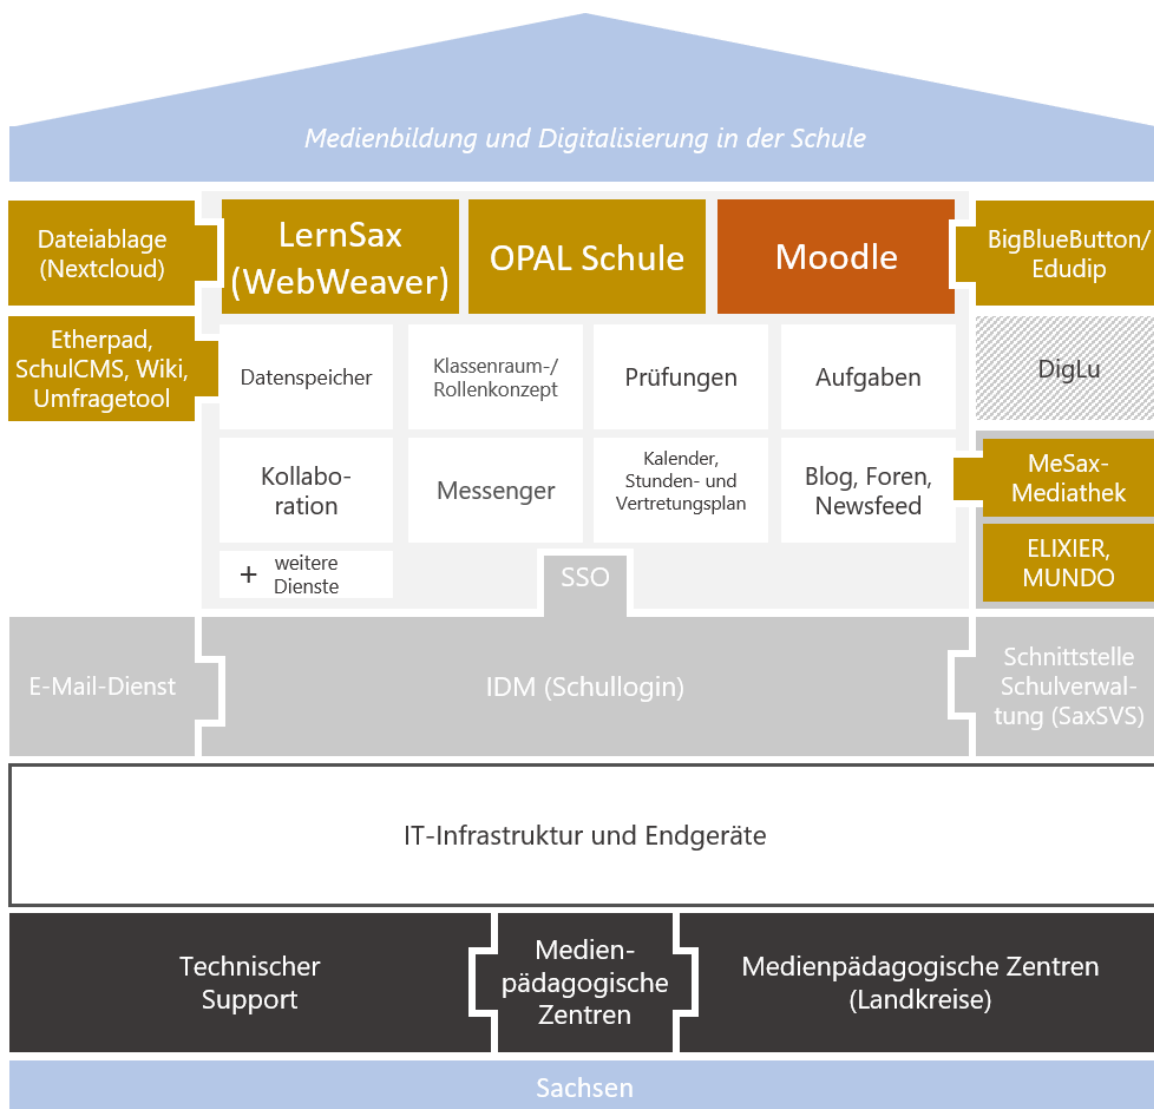 Medienbildung und Digitalisierung in der Schule
Dateiablage
(Nextcloud)
LernSax
(WebWeaver)
OPAL Schule
Moodle
BigBlueButton/
Edudip
Etherpad,
SchulCMS, Wiki,
Umfragetool
Datenspeicher
Klassenraum-/
Rollenkonzept
Prüfungen
Aufgaben
DigLu
Kollabo-
ration
Messenger
Kalender,
Stunden- und
Vertretungsplan
Blog, Foren,
Newsfeed
MeSax-
Mediathek
+ weitere
Dienste
SSO
ELIXIER,
MUNDO
E-Mail-Dienst
IDM (Schullogin)
Schnittstelle
Schulverwal-
tung (SaxSVS)
IT-Infrastruktur und Endgeräte
Technischer
Support
Medien-
pädagogische
Zentren
Medienpädagogische Zentren
(Landkreise)
Sachsen